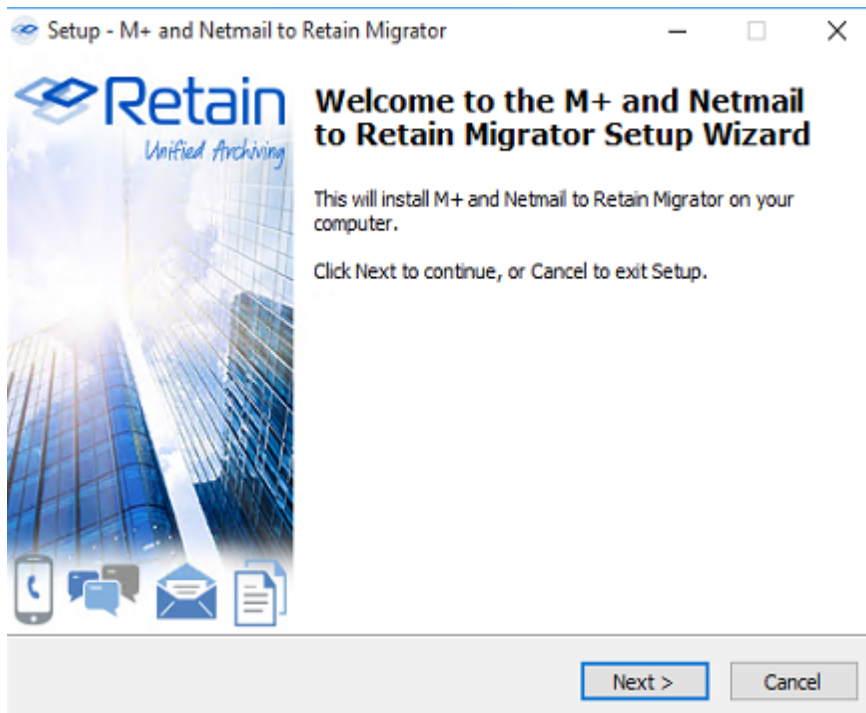 Setup - M+ and Netmail to Retain Migrator
Retain
Unified Archiving
Welcome to the M+ and Netmail
to Retain Migrator Setup Wizard
This will install M+ and Netmail to Retain Migrator on your
computer.
Click Next to continue, or Cancel to exit Setup.
Next >
Cancel